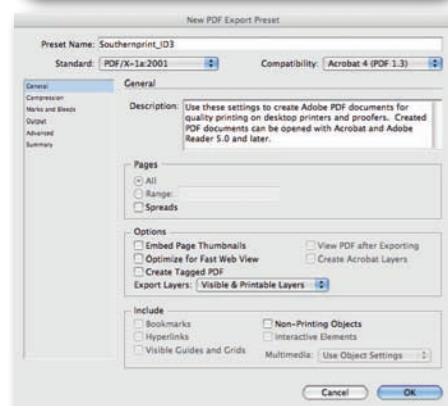 New PDF Export Preset
Preset Name: Southernprint_ID3
Standard: PDF/X-1a:2001 Compatibility: Acrobat 4 (PDF 1.3)
General
Compression
Marks and Bleeds
Output
Advanced
Summary
General
Description: Use these settings to create Adobe PDF documents for
quality printing on desktop printers and proofers. Created
PDF documents can be opened with Acrobat and Adobe
Reader 5.0 and later.
Pages
All
Range:
Spreads
Options
Embed Page Thumbnails View PDF after Exporting
Optimize for Fast Web View Create Acrobat Layers
Create Tagged PDF
Export Layers: Visible & Printable Layers
Include
Bookmarks Non-Printing Objects
Hyperlinks Interactive Elements
Visible Guides and Grids Multimedia: Use Object Settings
Cancel OK